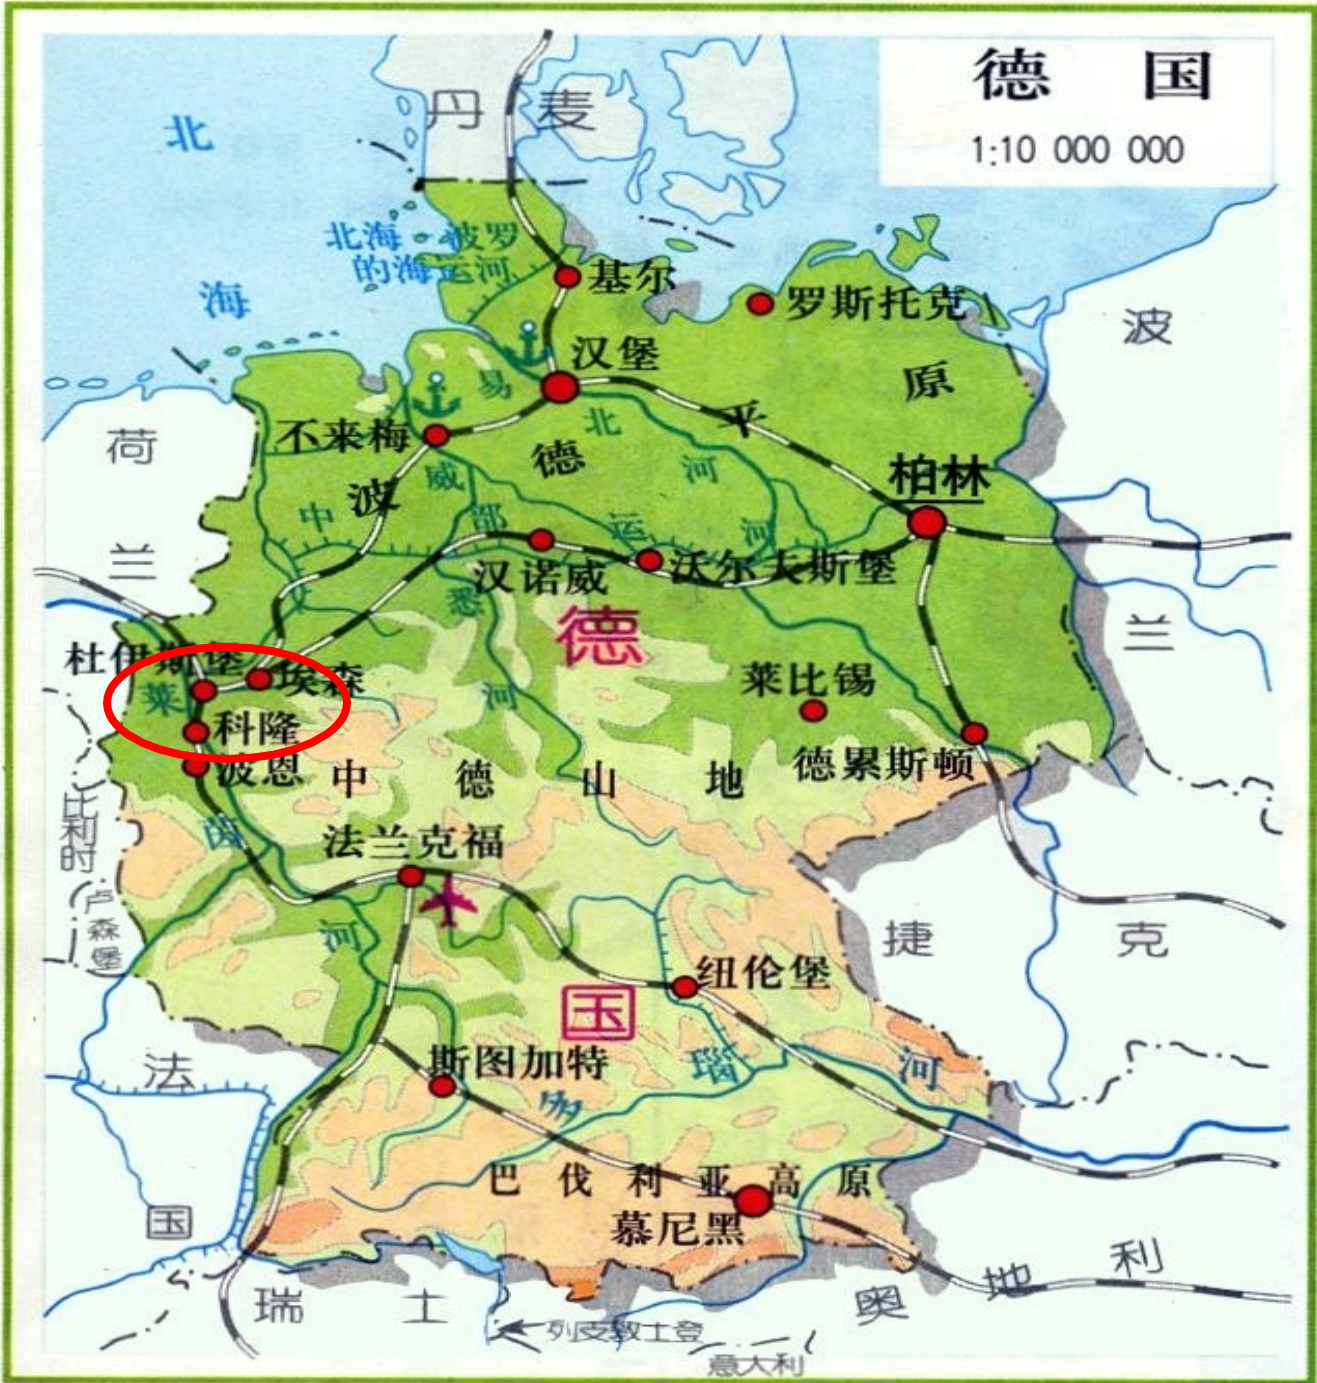 德 国
1:10 000 000
丹 麦
北
海
北海-波罗
的海运河
基尔
罗斯托克
波
兰
汉堡
易
北
河
不来梅
荷
兰
威
悉
河
波
德
平
原
柏林
中 部 运 河
汉诺威
沃尔夫斯堡
德
国
杜伊斯堡
埃森
莱
茵
河
科隆
波恩
莱比锡
德累斯顿
中 德 山 地
比利时
卢森堡
法兰克福
捷 克
纽伦堡
法
国
斯图加特
多
瑙
河
巴 伐 利 亚 高 原
慕尼黑
瑞 士
奥 地 利
列支敦士登
意大利